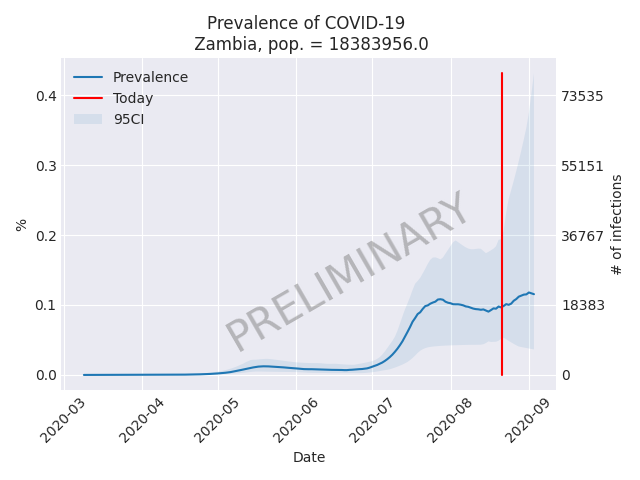 Prevalence of COVID-19
Zambia, pop. = 18383956.0
Prevalence
Today
95CI
PRELIMINARY
%
0.4
0.3
0.2
0.1
0.0
73535
55151
36767
18383
0
# of infections
2020-03
2020-04
2020-05
2020-06
2020-07
2020-08
2020-09
Date